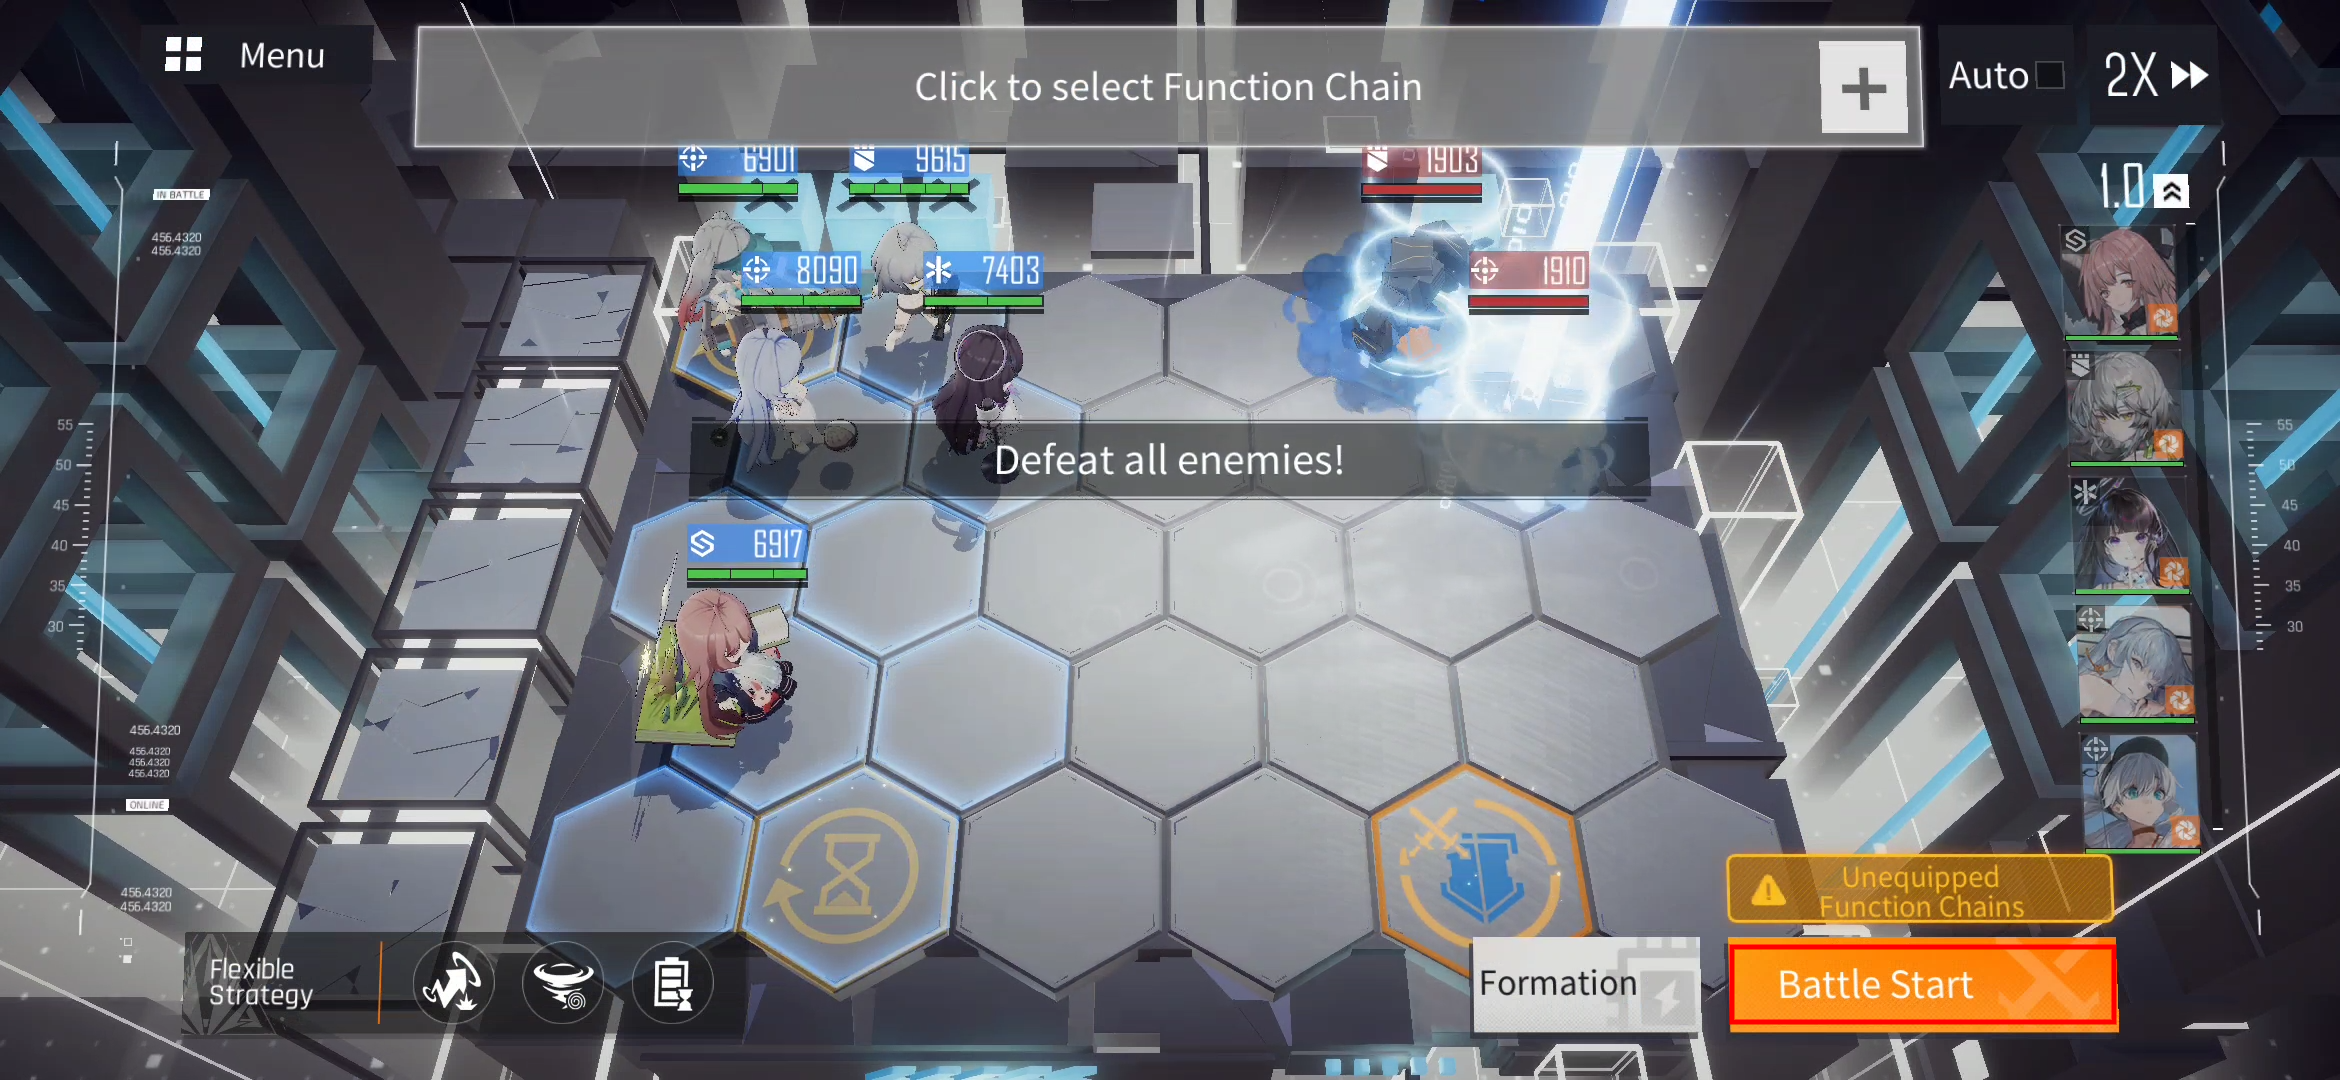 Menu
Click to select Function Chain
Auto
2X
IN BATTLE
456.4320
456.4320
6901
9615
1903
1.0
8090
7403
1910
Defeat all enemies!
55
50
45
40
35
30
55
50
45
40
35
30
6917
456.4320
456.4320
456.4320
456.4320
ONLINE
456.4320
456.4320
Unequipped
Function Chains
Flexible
Strategy
Formation
Battle Start